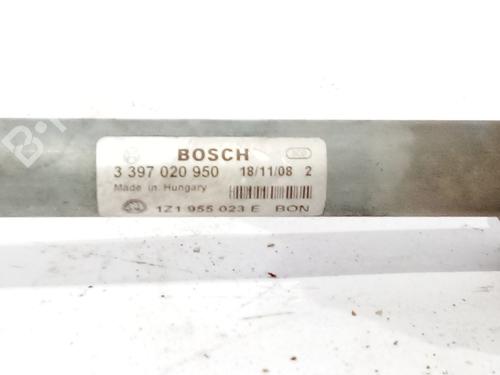 BOSCH
3 397 020 950 18/11/08 2
Made in Hungary
1Z1 955 023 E BON